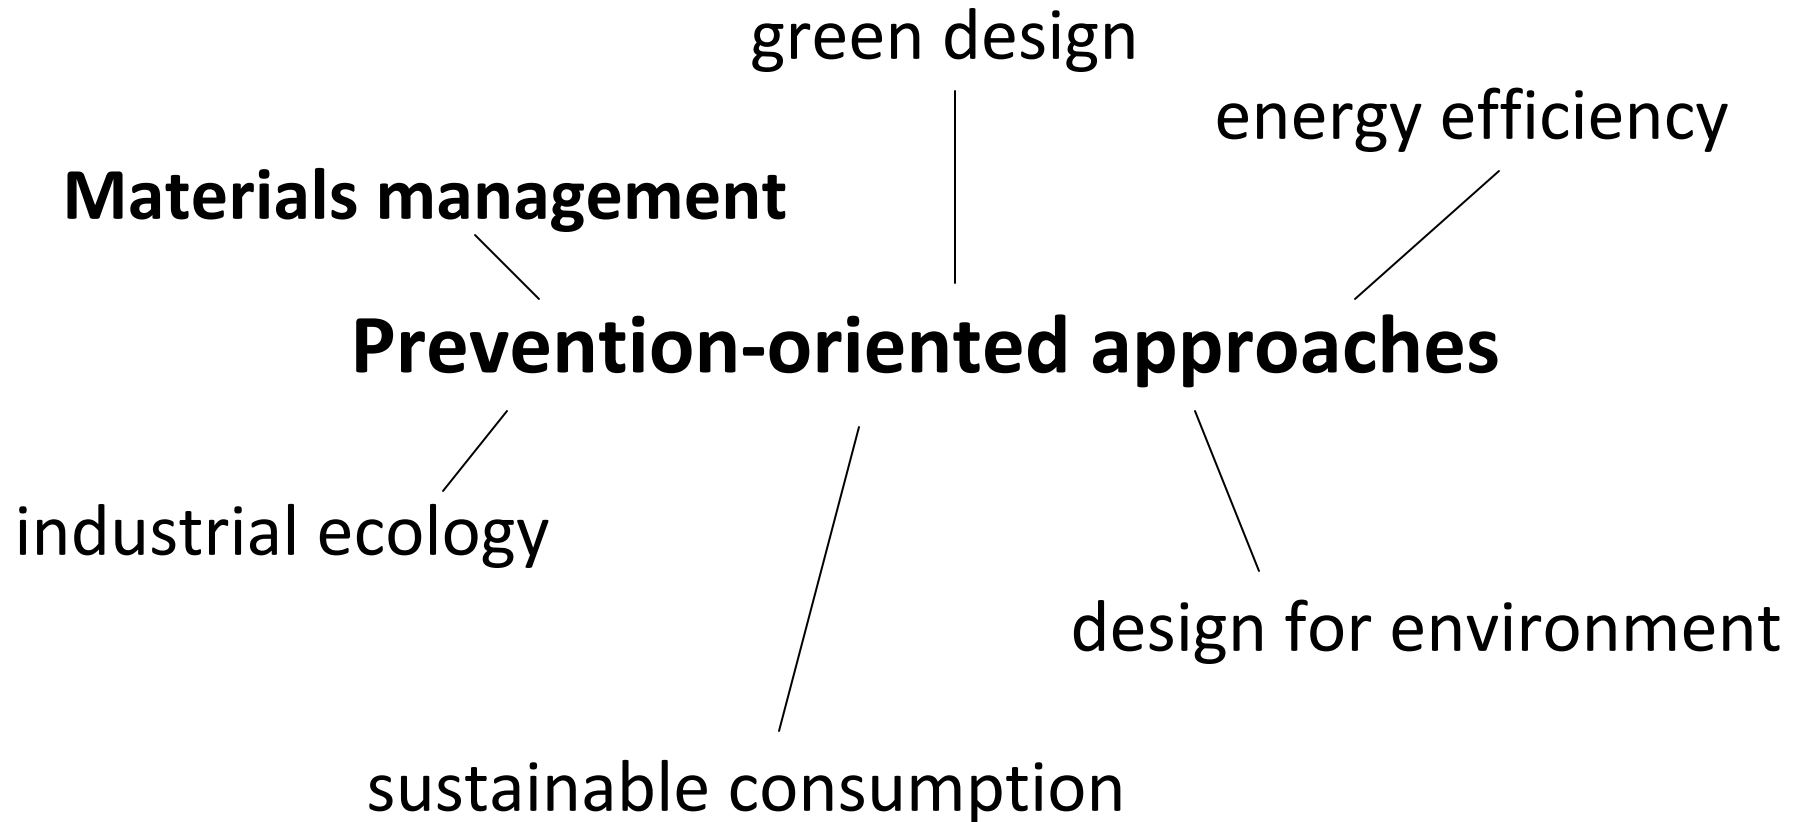 green design
energy efficiency
Materials management
Prevention-oriented approaches
industrial ecology
design for environment
sustainable consumption